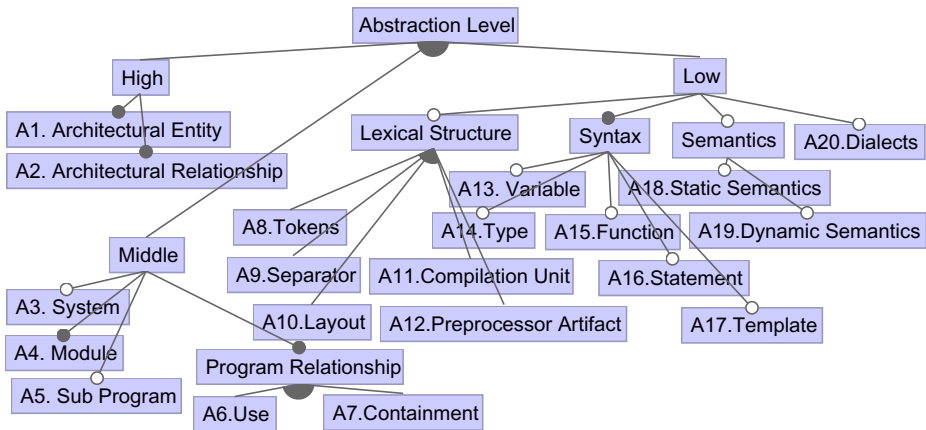 Abstraction Level
High
Low
A1. Architectural Entity
Lexical Structure
Syntax
Semantics
A20.Dialects
A2. Architectural Relationship
A13. Variable
A18.Static Semantics
A8.Tokens
A14.Type
A15.Function
A19.Dynamic Semantics
Middle
A9.Separator
A11.Compilation Unit
A16.Statement
A3. System
A10.Layout
A12.Preprocessor Artifact
A17.Template
A4. Module
Program Relationship
A5. Sub Program
A6.Use
A7.Containment